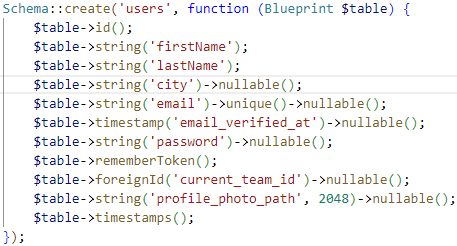 Schema::create('users', function (Blueprint $table) {
$table->id();
$table->string('firstName');
$table->string('lastName');
$table->string('city')->nullable();
$table->string('email')->unique()->nullable();
$table->timestamp('email_verified_at')->nullable();
$table->string('password')->nullable();
$table->rememberToken();
$table->foreignId('current_team_id')->nullable();
$table->string('profile_photo_path', 2048)->nullable();
$table->timestamps();
});